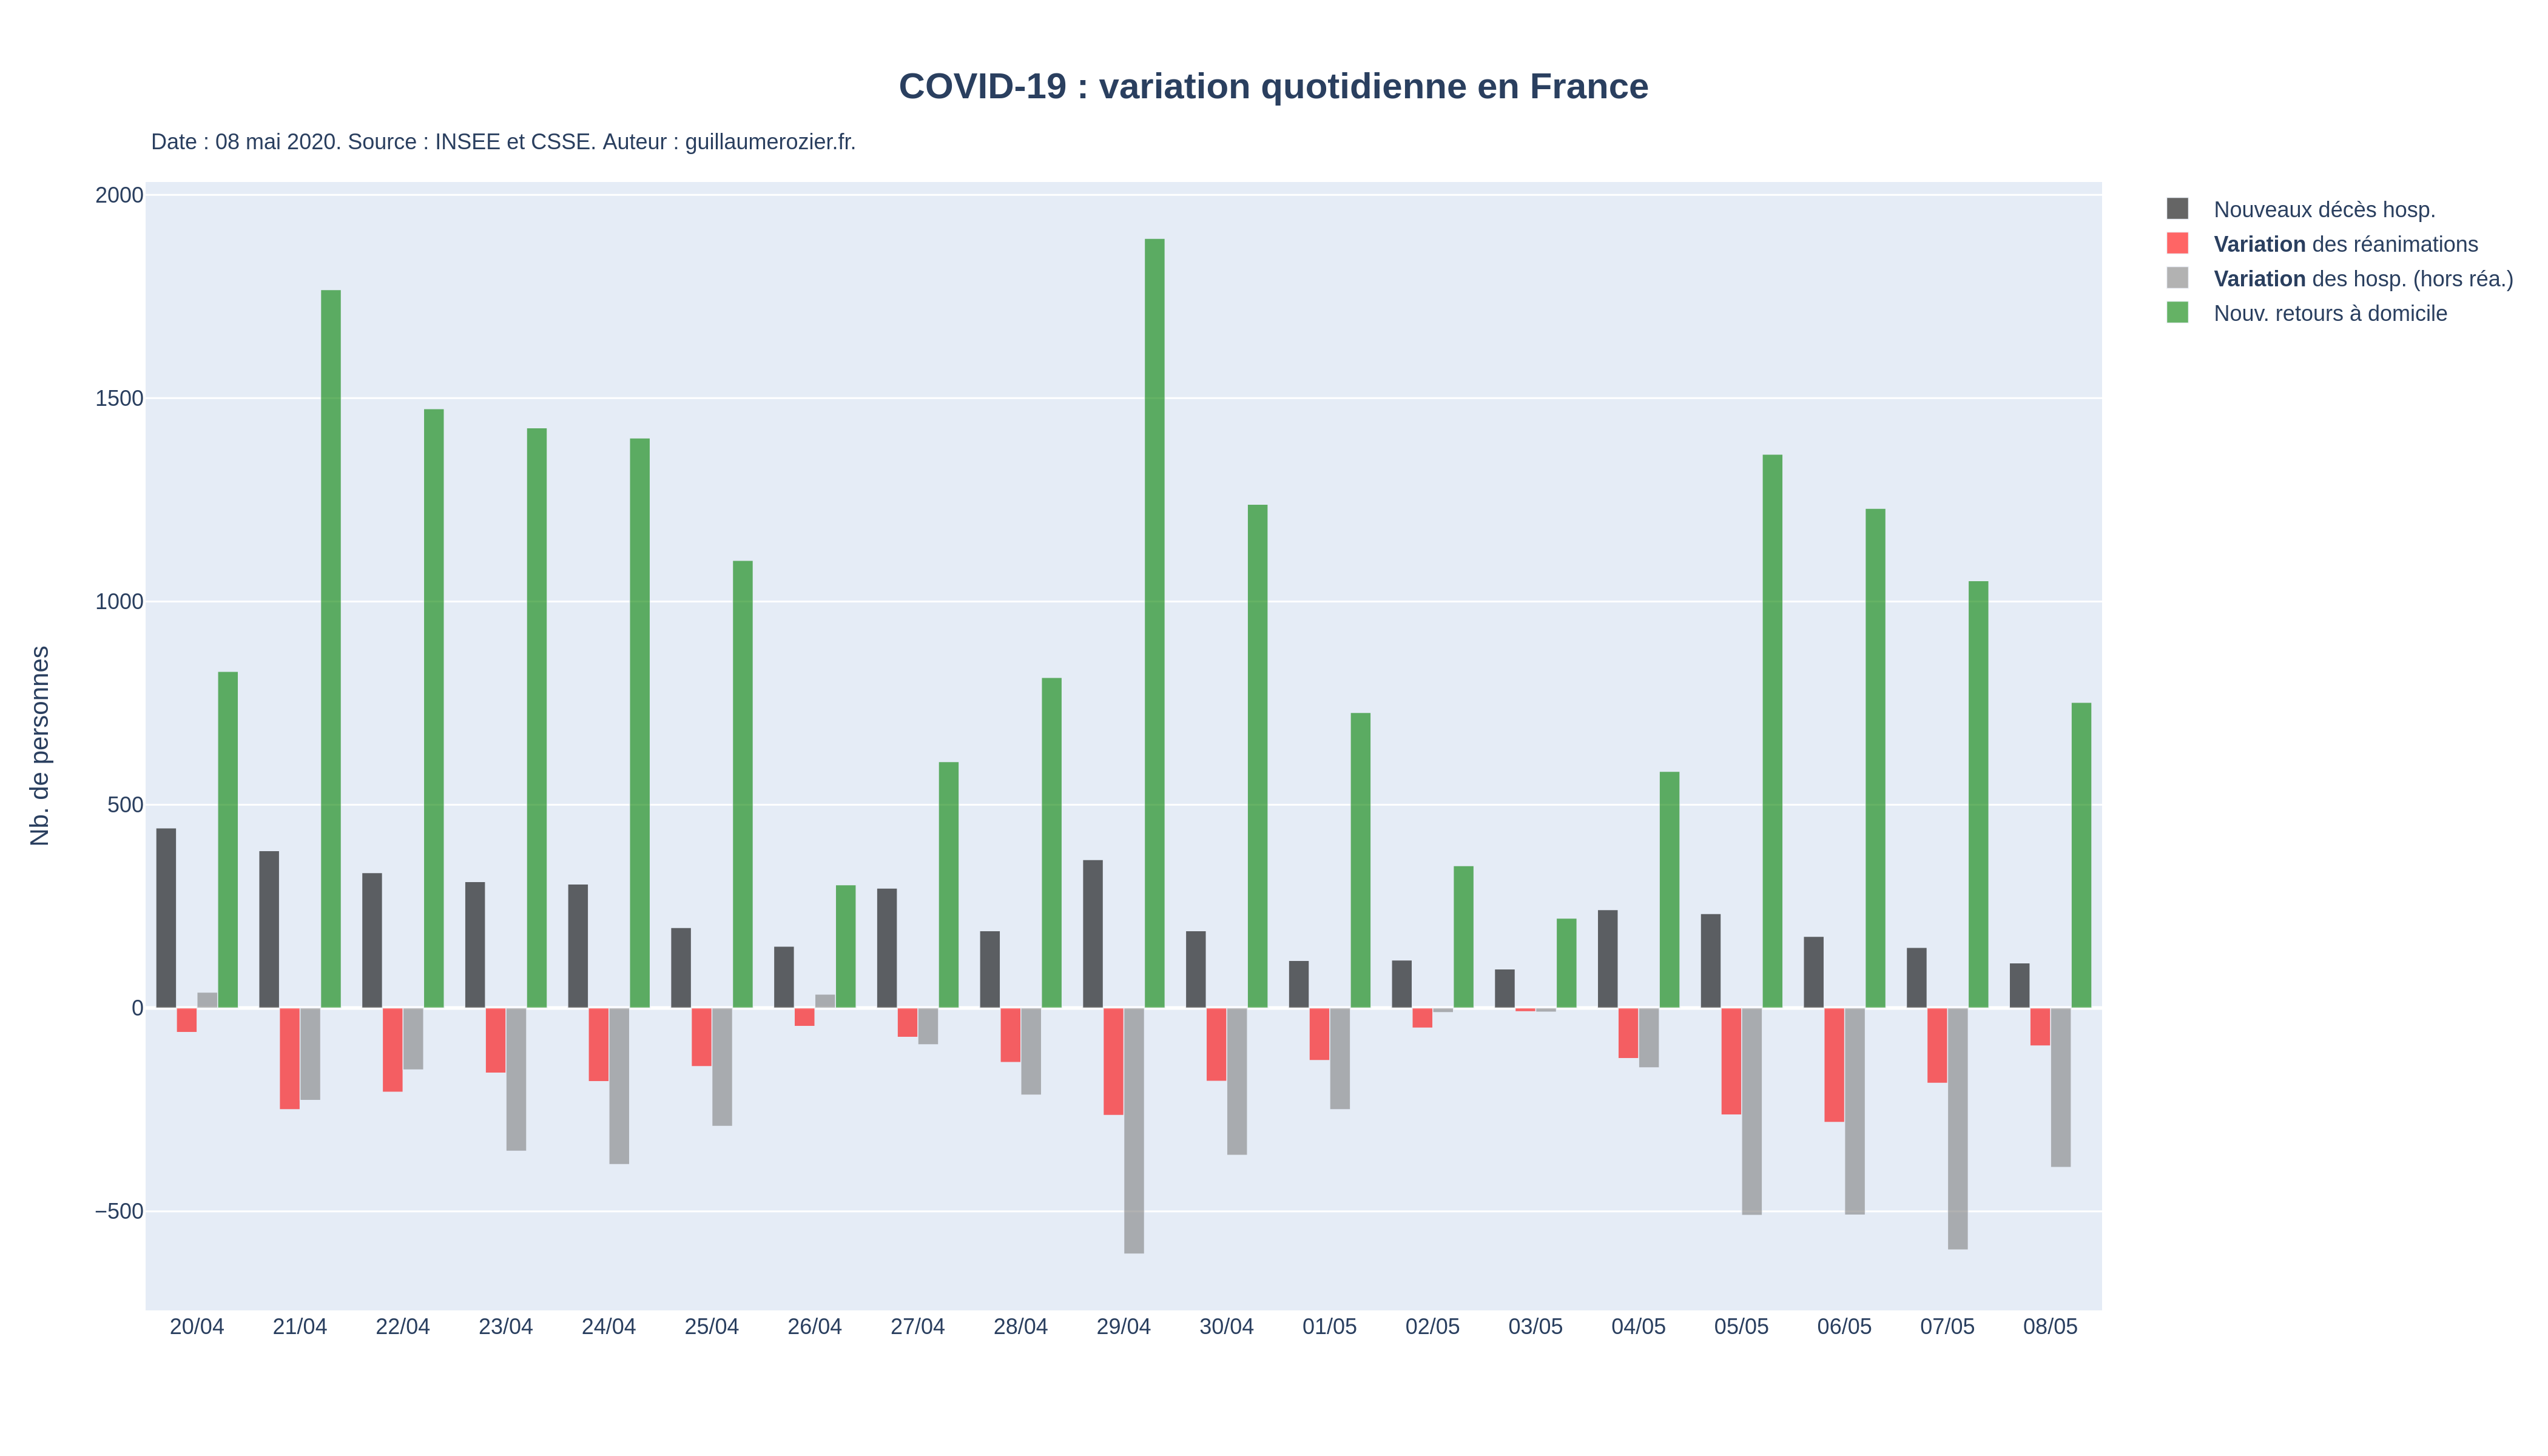 COVID-19 : variation quotidienne en France
Date : 08 mai 2020. Source : INSEE et CSSE. Auteur : guillaumerozier.fr.
Nouveaux décès hosp.
Variation des réanimations
Variation des hosp. (hors réa.)
Nouv. retours à domicile
Nb. de personnes
2000
1500
1000
500
0
−500
20/04 21/04 22/04 23/04 24/04 25/04 26/04 27/04 28/04 29/04 30/04 01/05 02/05 03/05 04/05 05/05 06/05 07/05 08/05